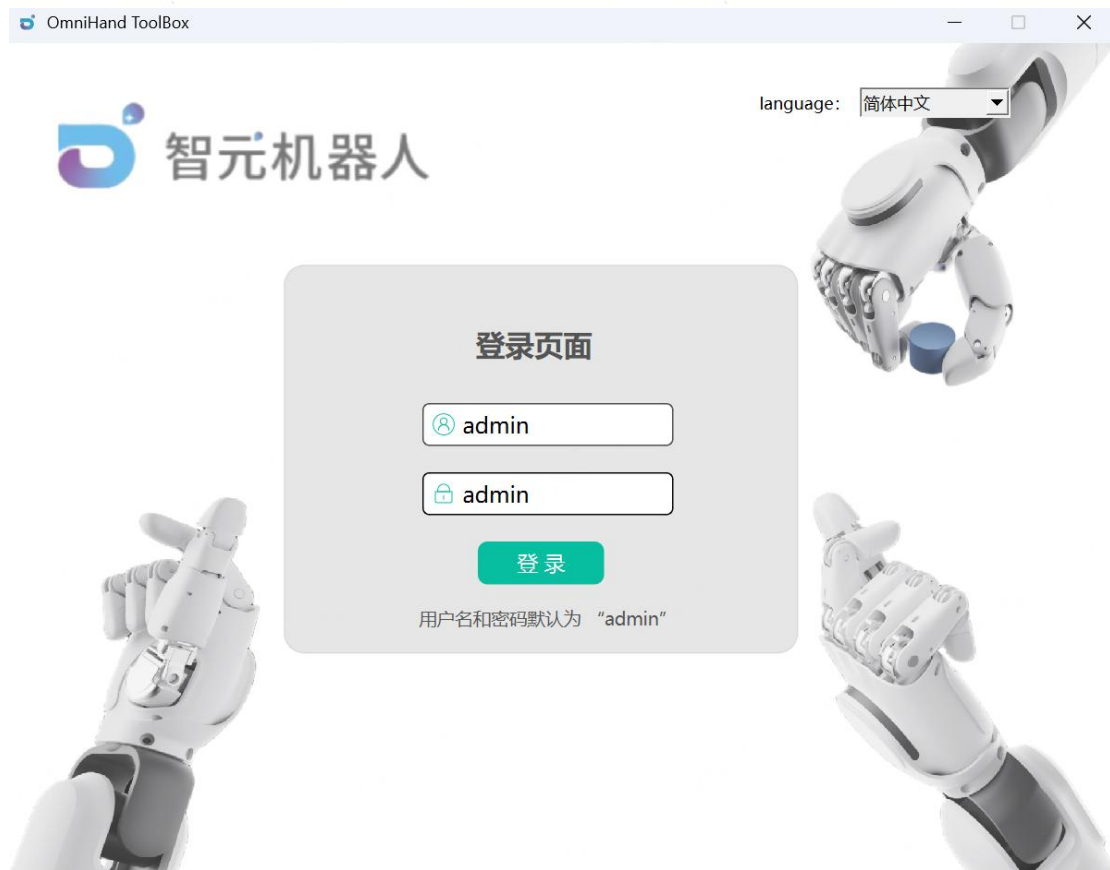 OmniHand ToolBox
language: 简体中文
智元机器人
登录页面
admin
admin
登录
用户名和密码默认为 “admin”